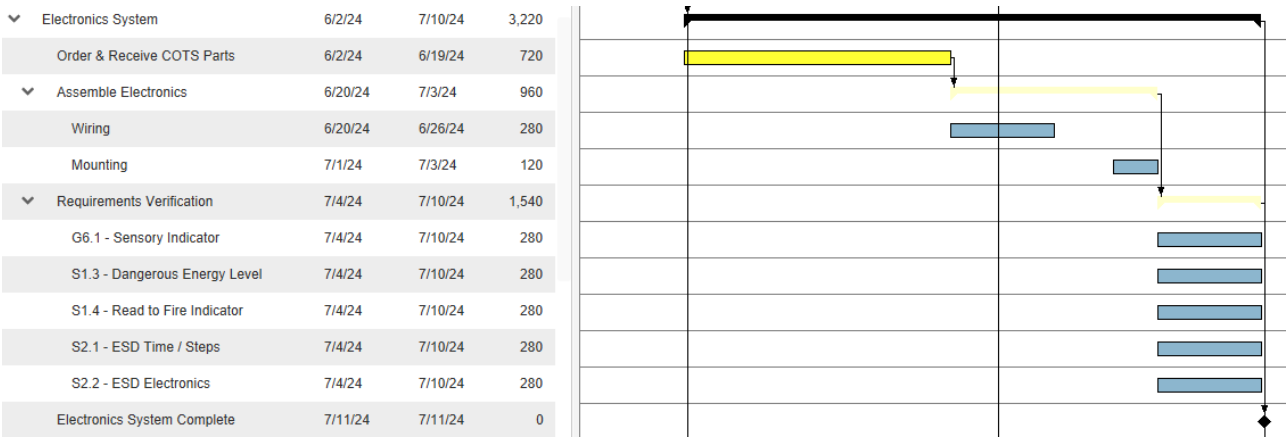 Electronics System 6/2/24 7/10/24 3,220
Order & Receive COTS Parts 6/2/24 6/19/24 720
Assemble Electronics 6/20/24 7/3/24 960
Wiring 6/20/24 6/26/24 280
Mounting 7/1/24 7/3/24 120
Requirements Verification 7/4/24 7/10/24 1,540
G6.1 - Sensory Indicator 7/4/24 7/10/24 280
S1.3 - Dangerous Energy Level 7/4/24 7/10/24 280
S1.4 - Read to Fire Indicator 7/4/24 7/10/24 280
S2.1 - ESD Time / Steps 7/4/24 7/10/24 280
S2.2 - ESD Electronics 7/4/24 7/10/24 280
Electronics System Complete 7/11/24 7/11/24 0